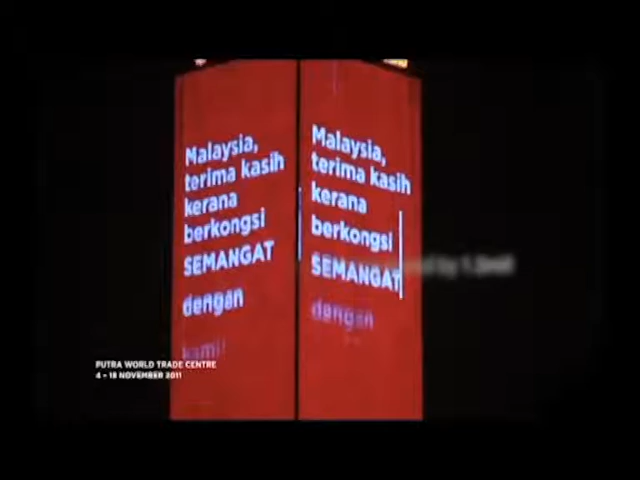 Malaysia,
terima kasih
kerana
berkongsi
SEMANGAT
dengan
kami!
Malaysia,
terima kasih
kerana
berkongsi
SEMANGAT
dengan
PUTRA WORLD TRADE CENTRE
4 - 18 NOVEMBER 2011